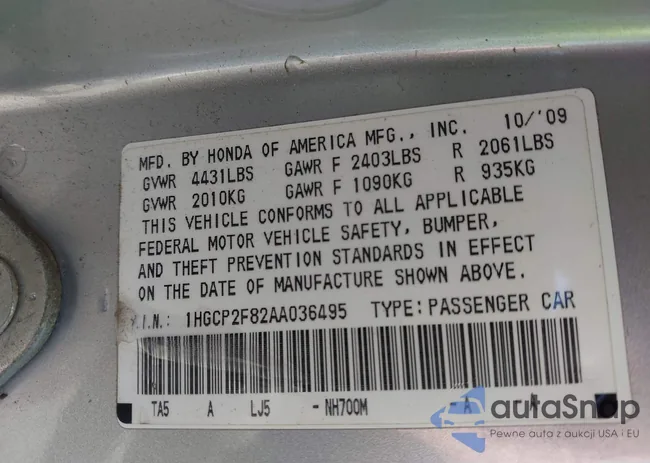 MFD. BY HONDA OF AMERICA MFG., INC. 10/'09
GVWR 4431LBS GAWR F 2403LBS R 2061LBS
GVWR 2010KG GAWR F 1090KG R 935KG
THIS VEHICLE CONFORMS TO ALL APPLICABLE
FEDERAL MOTOR VEHICLE SAFETY, BUMPER,
AND THEFT PREVENTION STANDARDS IN EFFECT
ON THE DATE OF MANUFACTURE SHOWN ABOVE.
.I.N.: 1HGCP2F82AA036495 TYPE: PASSENGER CAR
TA5 A LJ5 -NH700M -A A
autoSnap
Pewne auta z aukcji USA i EU